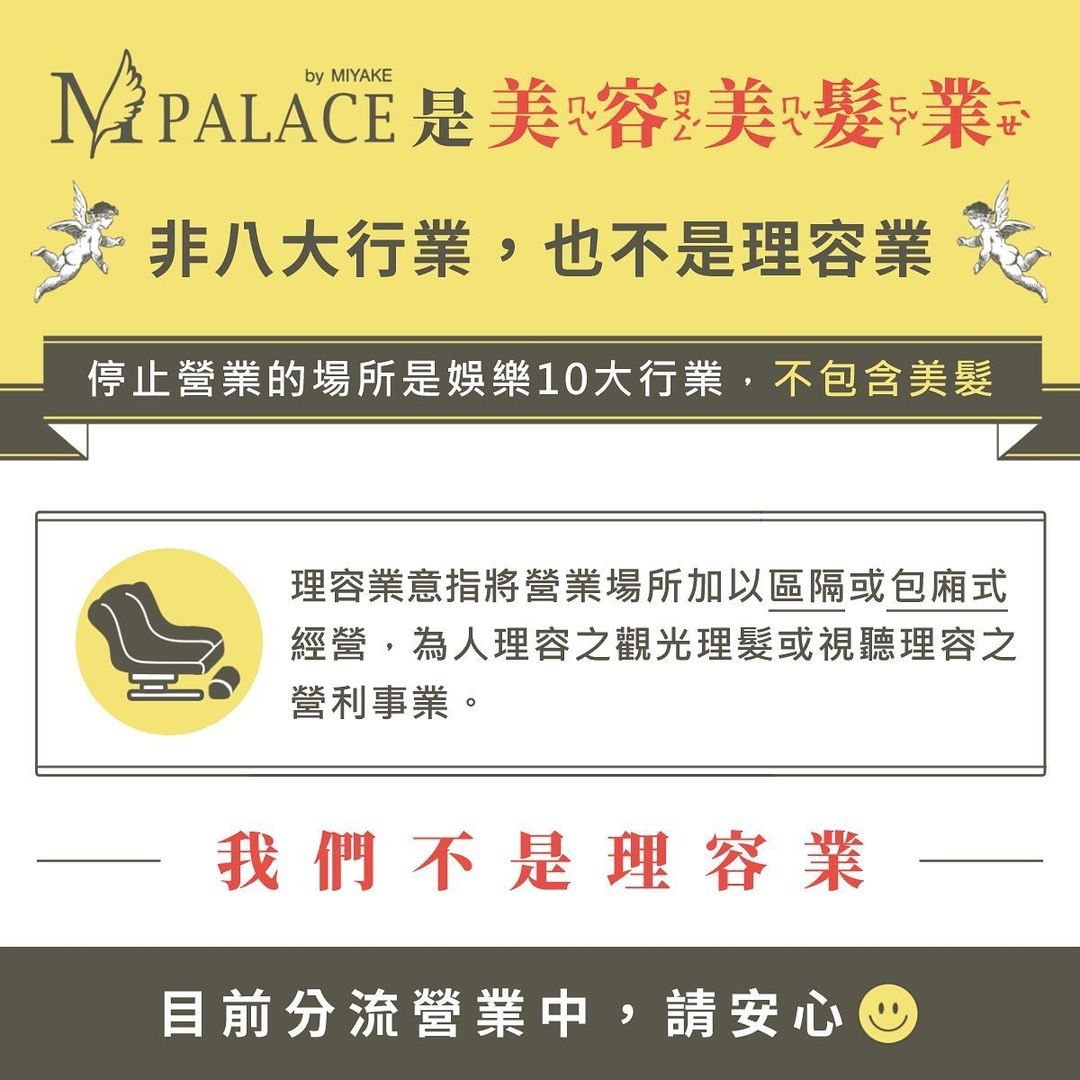 by MIYAKE
M PALACE 是美ㄇㄟˇ容ㄖㄨㄥˊ美ㄇㄟˇ髮ㄈㄚˇ業ㄧㄝˋ
非八大行業，也不是理容業
停止營業的場所是娛樂10大行業，不包含美髮
理容業意指將營業場所加以區隔或包廂式
經營，為人理容之觀光理髮或視聽理容之
營利事業。
我們不是理容業
目前分流營業中，請安心